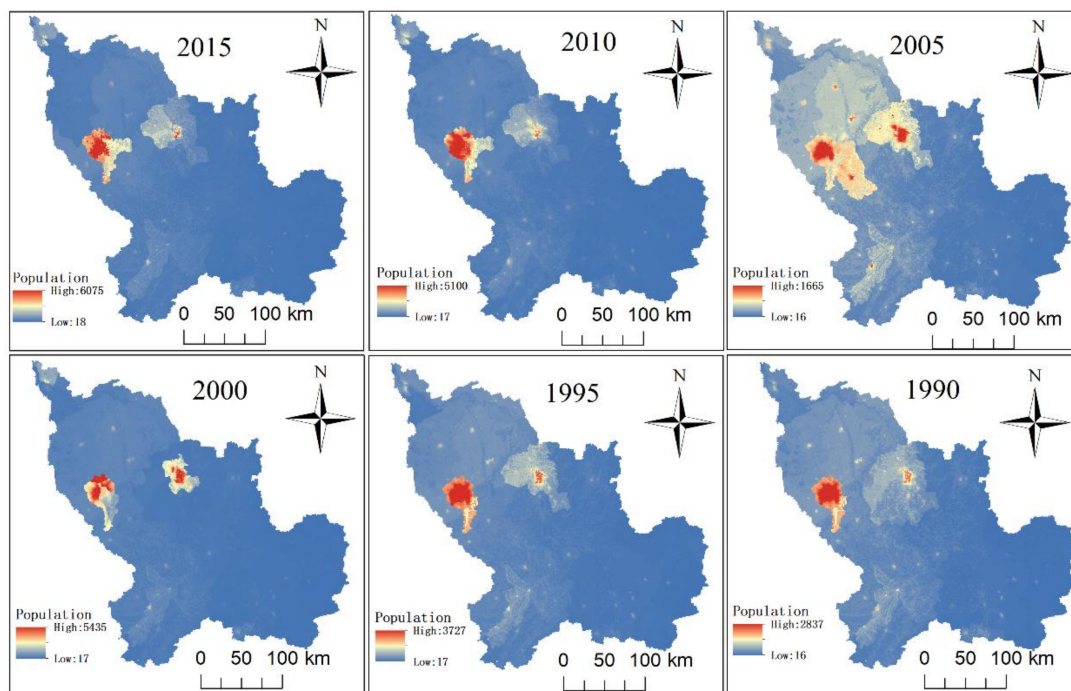 2015
N
Population
High:6075
Low:18
0 50 100 km
2010
N
Population
High:5100
Low:17
0 50 100 km
2005
N
Population
High:1665
Low:16
0 50 100 km
2000
N
Population
High:5435
Low:17
0 50 100 km
1995
N
Population
High:3727
Low:17
0 50 100 km
1990
N
Population
High:2837
Low:16
0 50 100 km